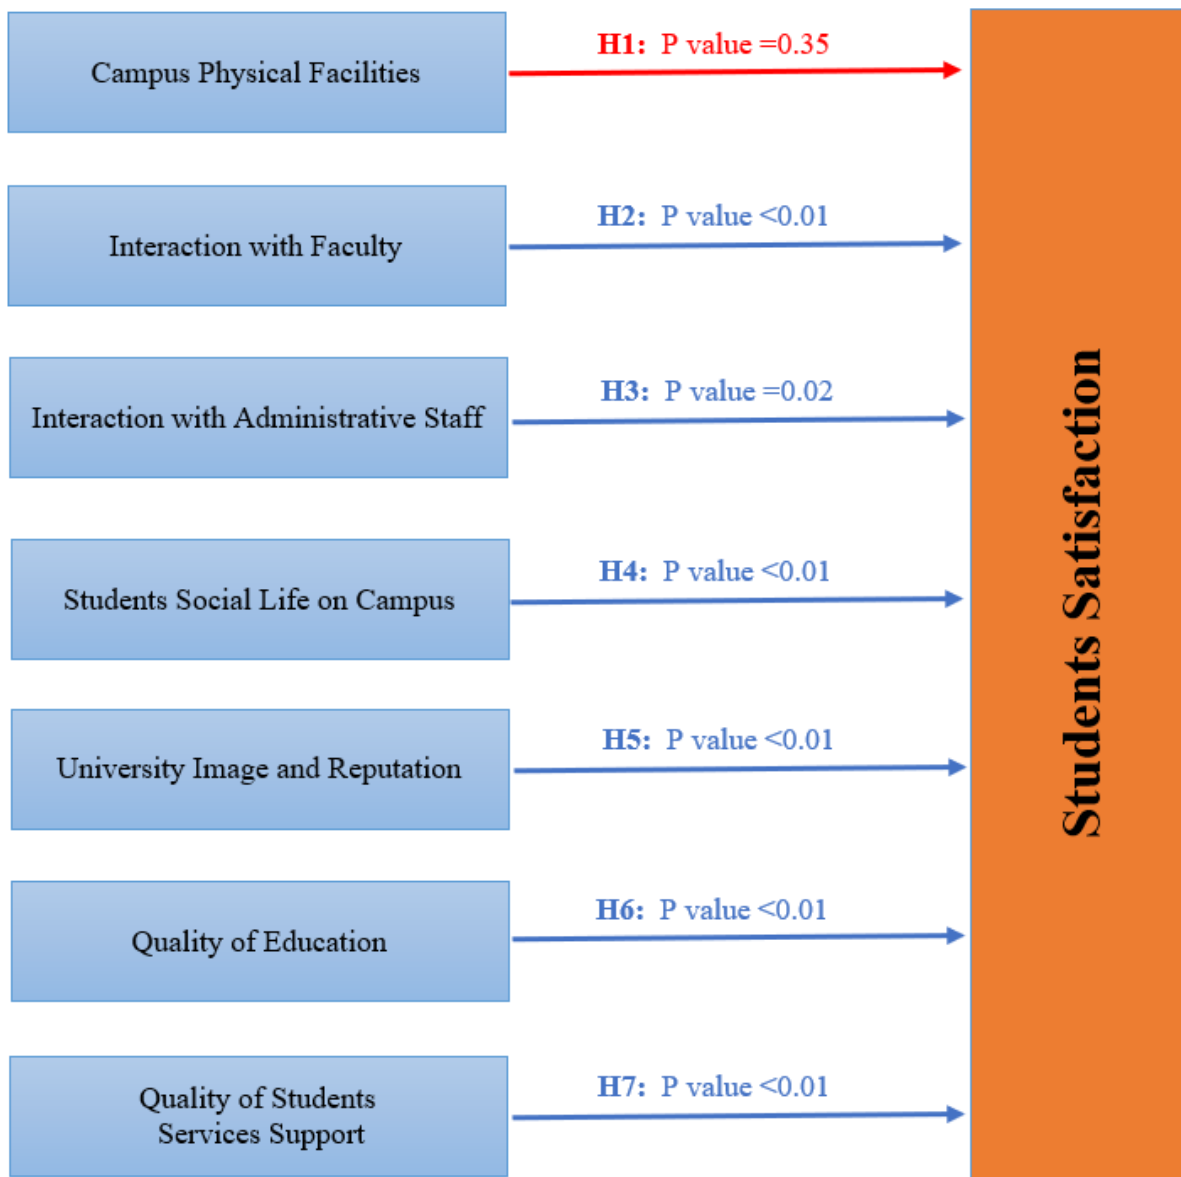 Campus Physical Facilities
H1: P value =0.35
Interaction with Faculty
H2: P value <0.01
Interaction with Administrative Staff
H3: P value =0.02
Students Social Life on Campus
H4: P value <0.01
University Image and Reputation
H5: P value <0.01
Quality of Education
H6: P value <0.01
Quality of Students
Services Support
H7: P value <0.01
Students Satisfaction